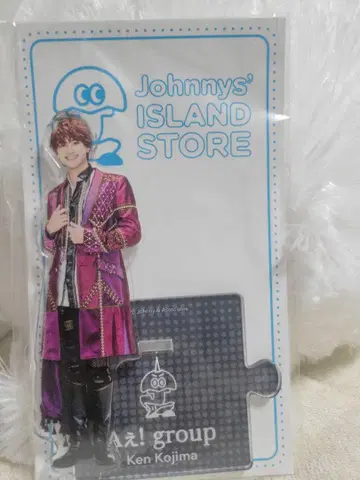 Johnnys'
ISLAND
STORE
Aぇ! group
Ken Kojima